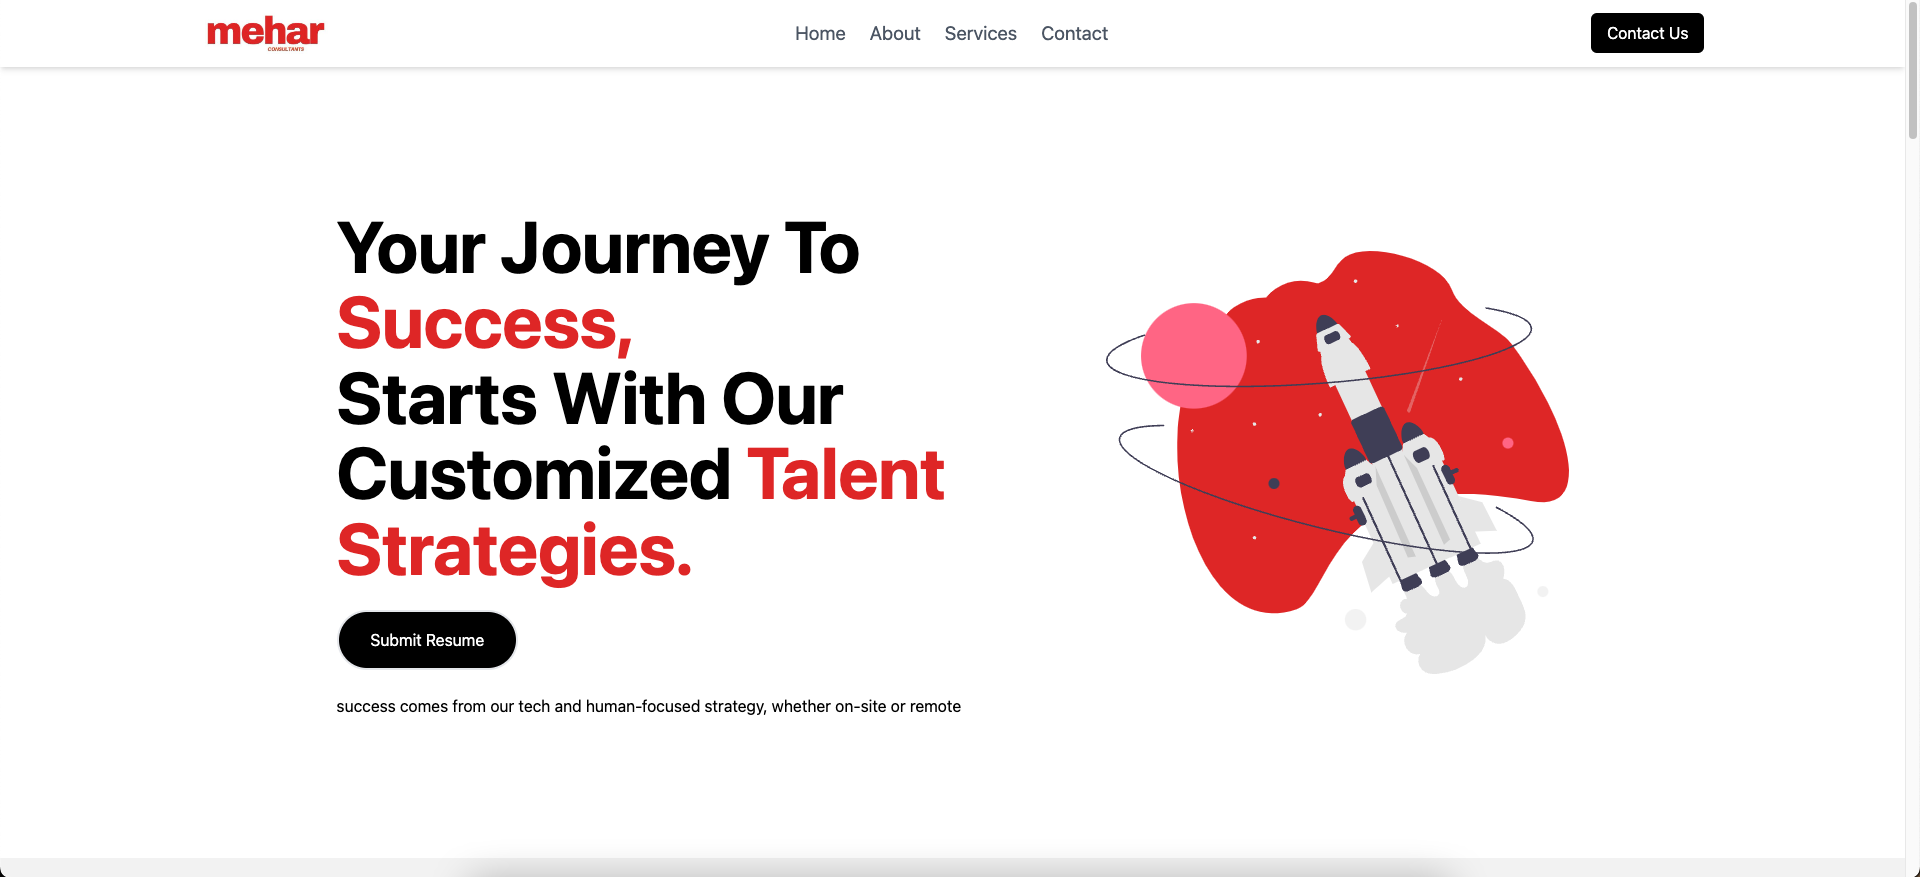 mehar
CONSULTANTS
Home About Services Contact
Contact Us
Your Journey To
Success,
Starts With Our
Customized Talent
Strategies.
Submit Resume
success comes from our tech and human-focused strategy, whether on-site or remote